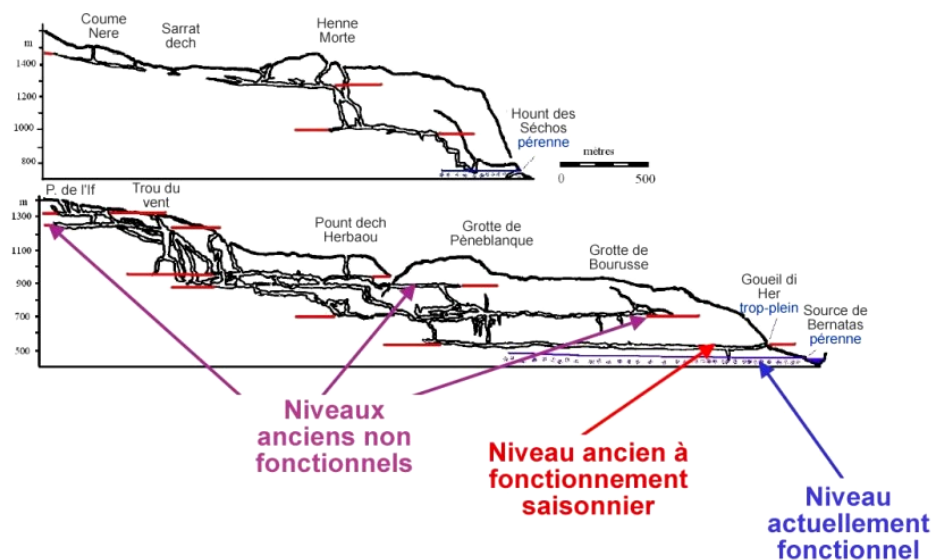 Coume
Nere
Sarrat
dech
Henne
Morte
m
1400
1200
1000
800
Hount des
Séchos
pérenne
mètres
0 500
P. de l'If
Trou du
vent
Pount dech
Herbaou
Grotte de
Pèneblanque
Grotte de
Bourusse
Goueil di
Her
trop-plein
Source de
Bernatas
pérenne
m
1300
1100
900
700
500
Niveaux
anciens non
fonctionnels
Niveau ancien à
fonctionnement
saisonnier
Niveau
actuellement
fonctionnel